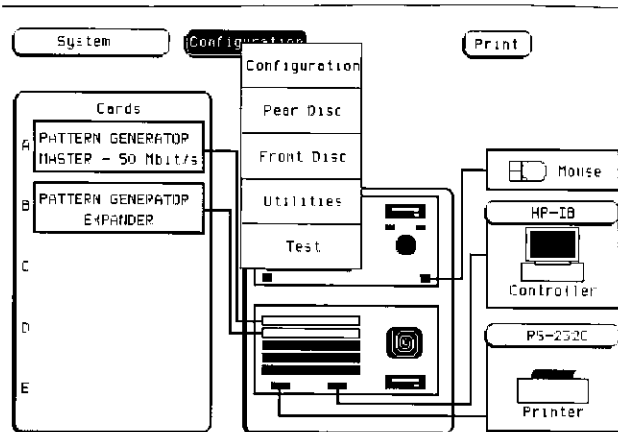 System
Configuration
Print
Configuration
Rear Disc
Front Disc
Utilities
Test
Cards
A
PATTERN GENERATOR
MASTER - 50 Mbit/s
B
PATTERN GENERATOR
EXPANDER
C
D
E
Mouse
HP-IB
Controller
RS-232C
Printer